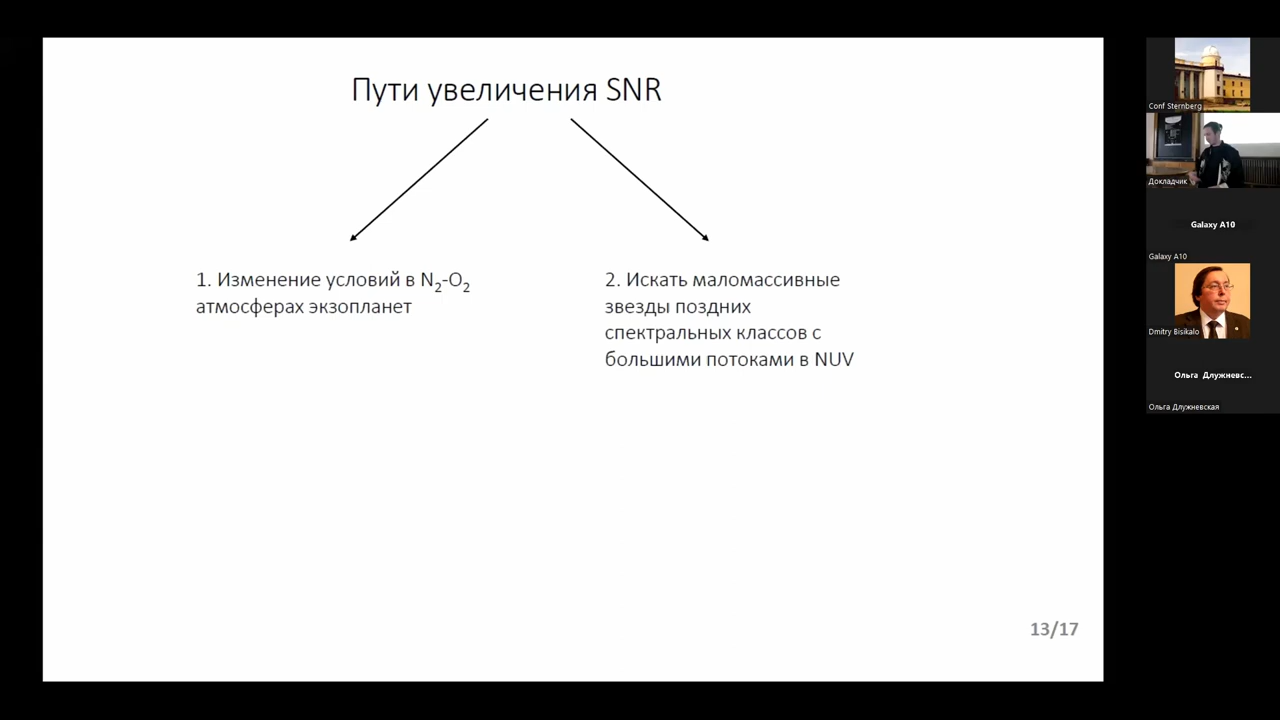 Пути увеличения SNR
1. Изменение условий в N₂-O₂
атмосферах экзопланет
2. Искать маломассивные
звезды поздних
спектральных классов с
большими потоками в NUV
13/17
Conf Sternberg
Докладчик
Galaxy A10
Galaxy A10
Dmitry Bisikalo
Ольга Длужневс...
Ольга Длужневская